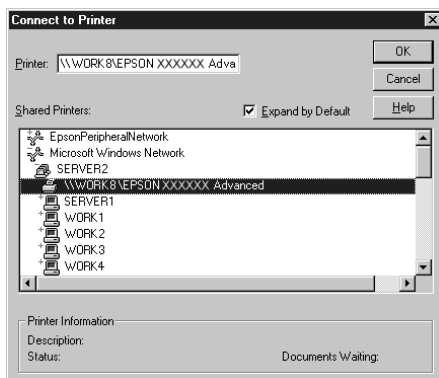 Connect to Printer
Printer: \\WORK8\EPSON XXXXXX Adva
OK
Cancel
Help
Shared Printers:
Expand by Default
EpsonPeripheralNetwork
Microsoft Windows Network
SERVER2
\\WORK8\EPSON XXXXXX Advanced
SERVER1
WORK1
WORK2
WORK3
WORK4
Printer Information
Description:
Status:
Documents Waiting: